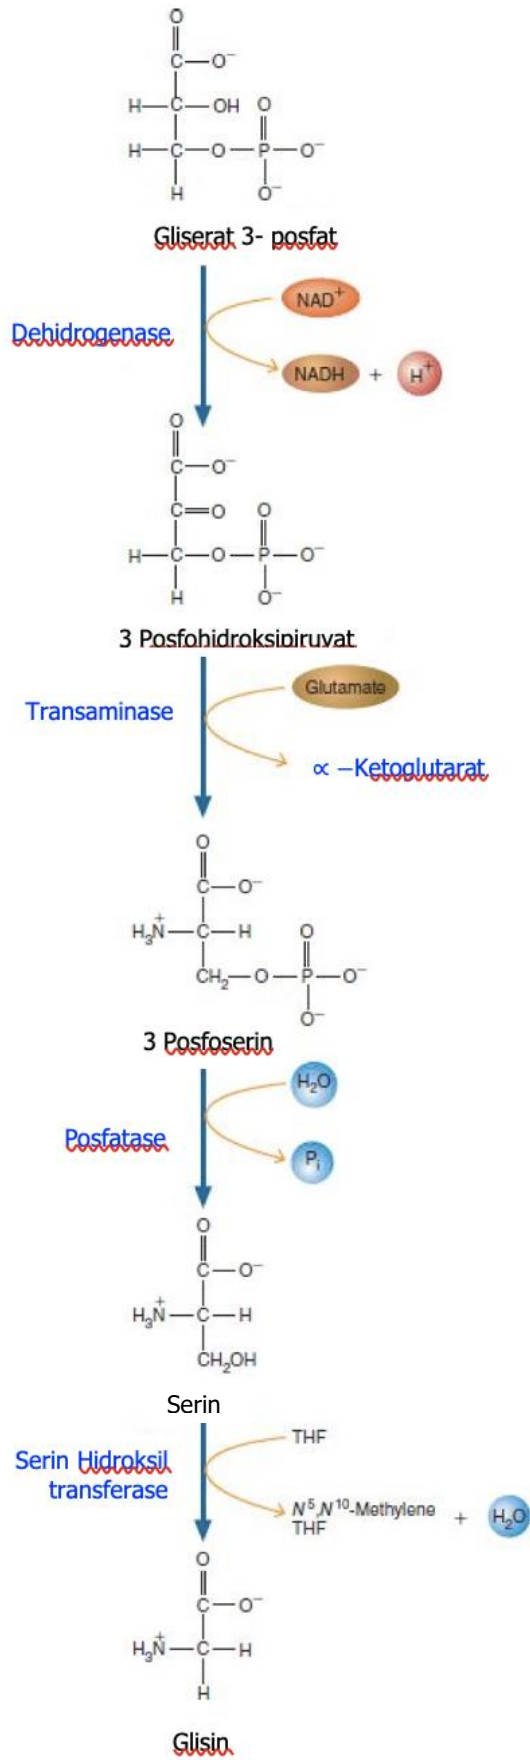 O
C—O⁻
H—C—OH O
H—C—O—P—O⁻
H O⁻
Gliserat 3- posfat
NAD⁺
Dehidrogenase
NADH + H⁺
O
C—O⁻
C=O O
H—C—O—P—O⁻
H O⁻
3 Posfohidroksipiruvat
Glutamate
Transaminase
∝ −Ketoglutarat
O
C—O⁻
H₃N⁺—C—H O
CH₂—O—P—O⁻
O⁻
3 Posfoserin
H₂O
Posfatase
Pᵢ
O
C—O⁻
H₃N⁺—C—H
CH₂OH
Serin
THF
Serin Hidroksil
transferase
N⁵,N¹⁰-Methylene + H₂O
THF
O
C—O⁻
H₃N⁺—C—H
H
Glisin